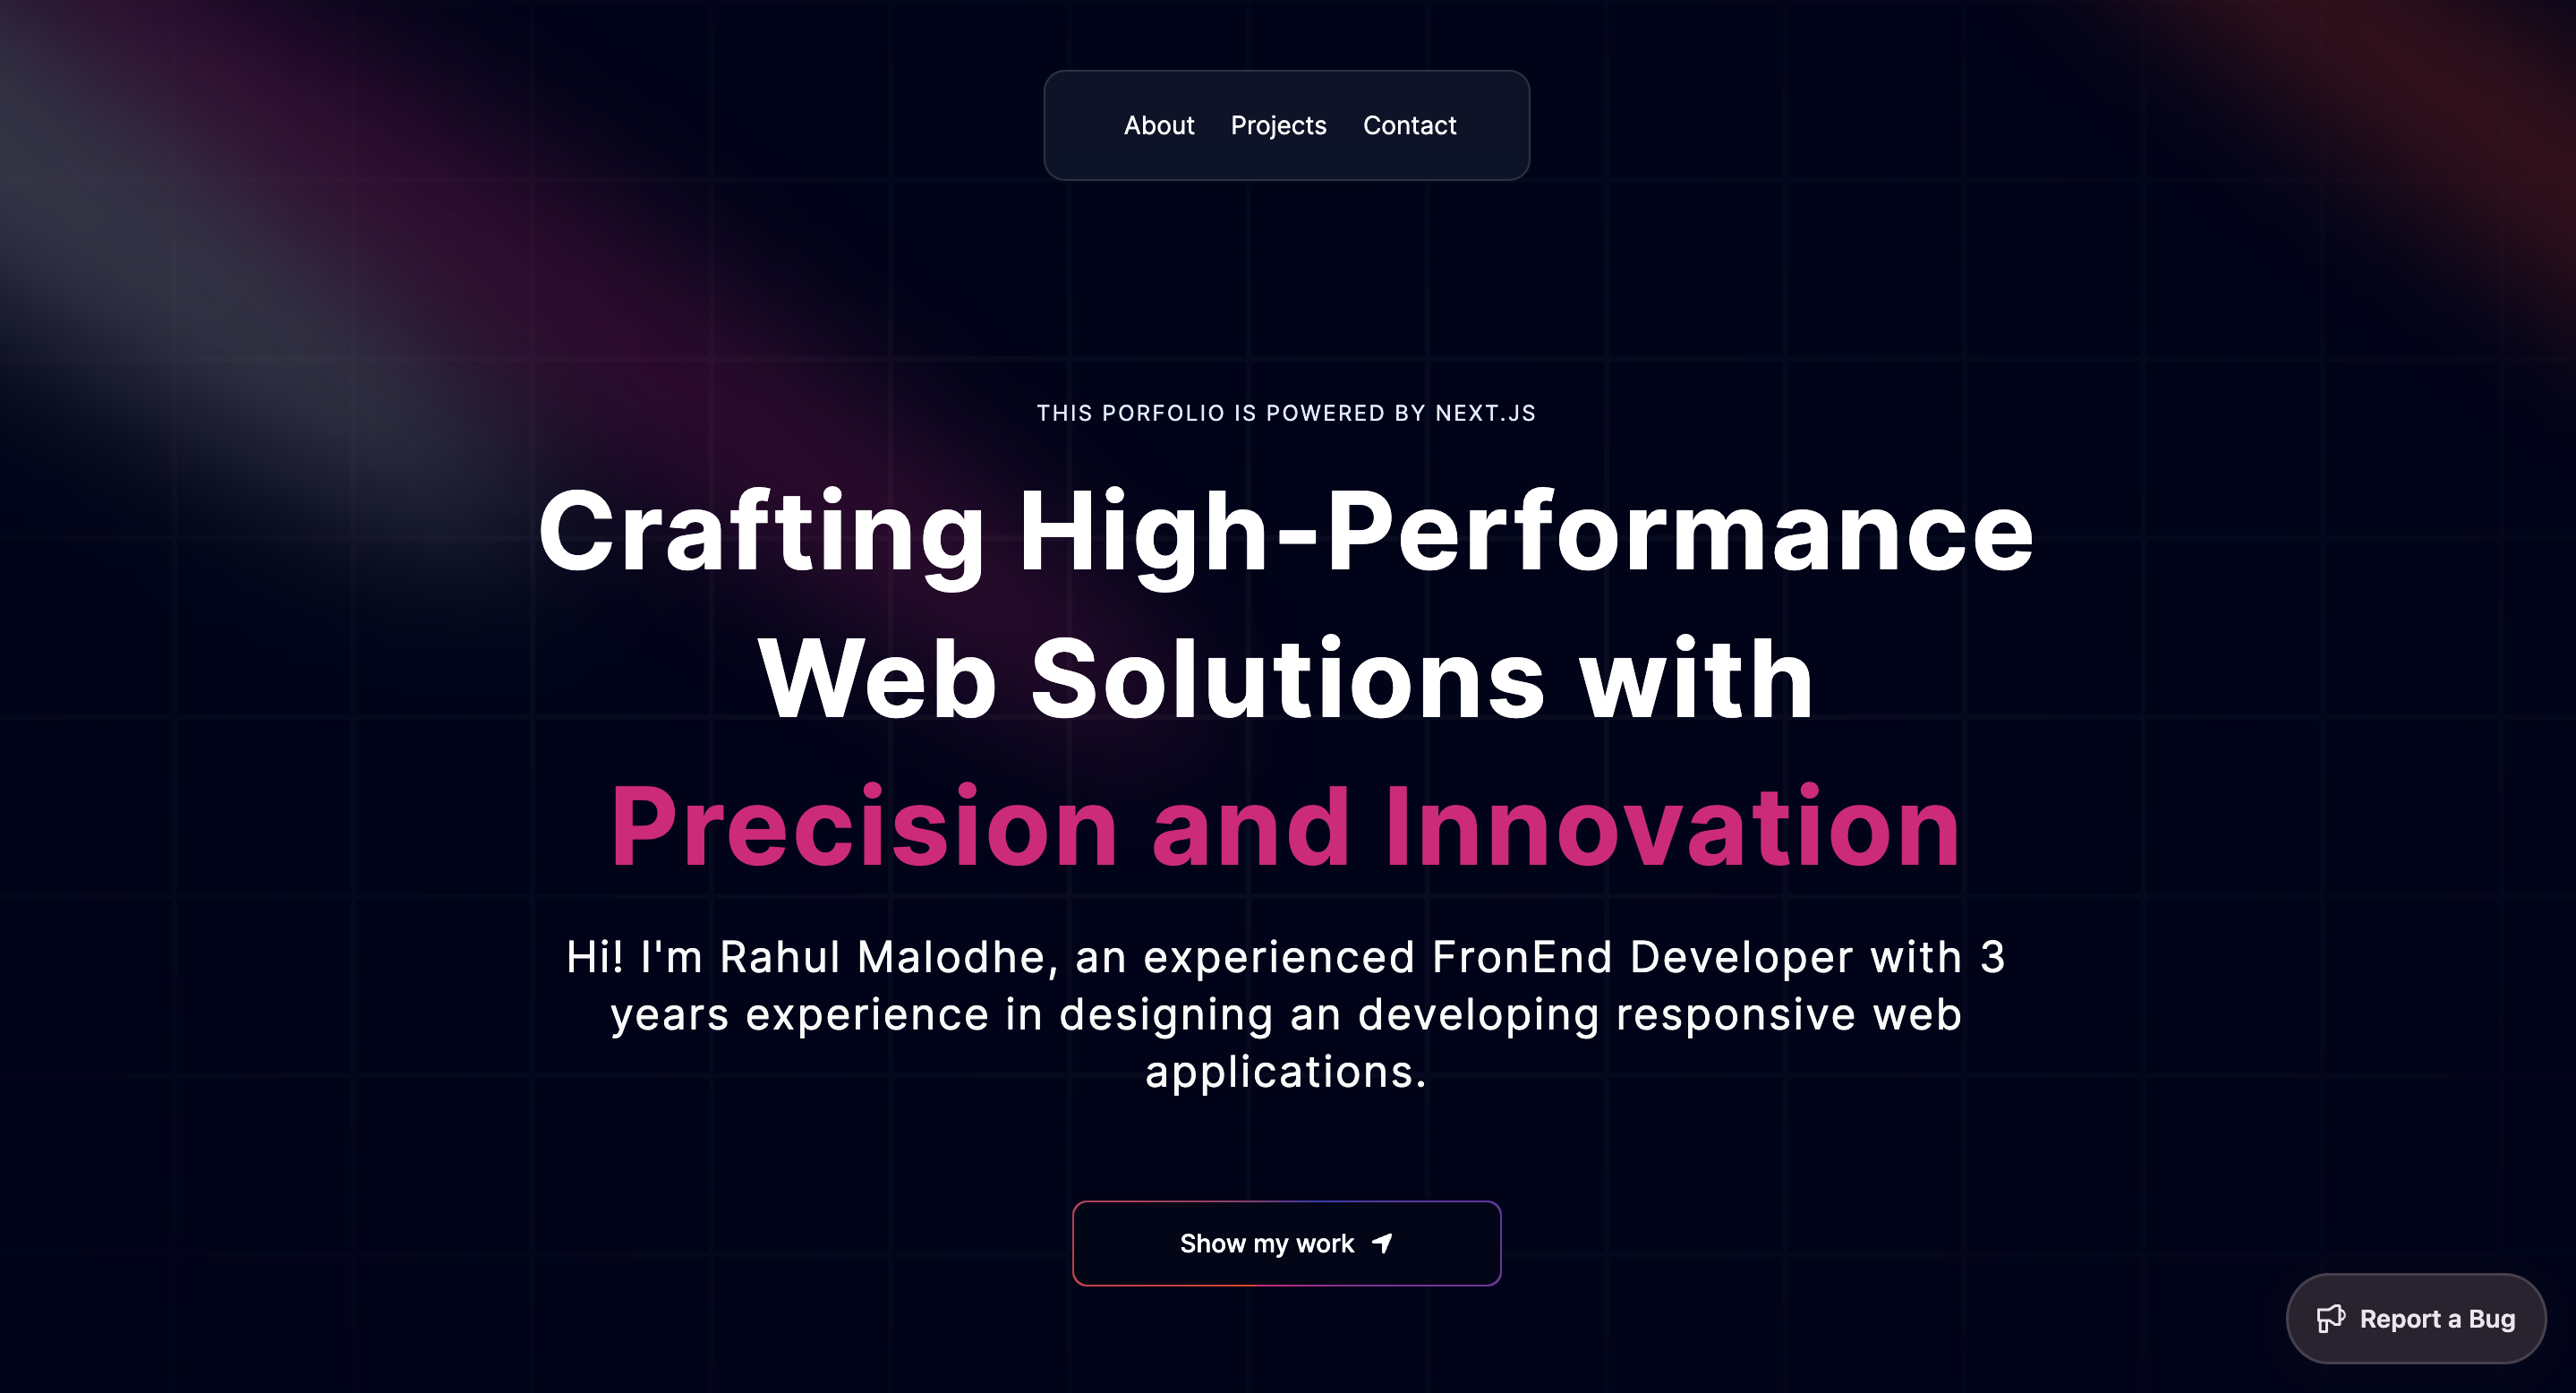 About Projects Contact
THIS PORFOLIO IS POWERED BY NEXT.JS
Crafting High-Performance
Web Solutions with
Precision and Innovation
Hi! I'm Rahul Malodhe, an experienced FronEnd Developer with 3
years experience in designing an developing responsive web
applications.
Show my work
Report a Bug